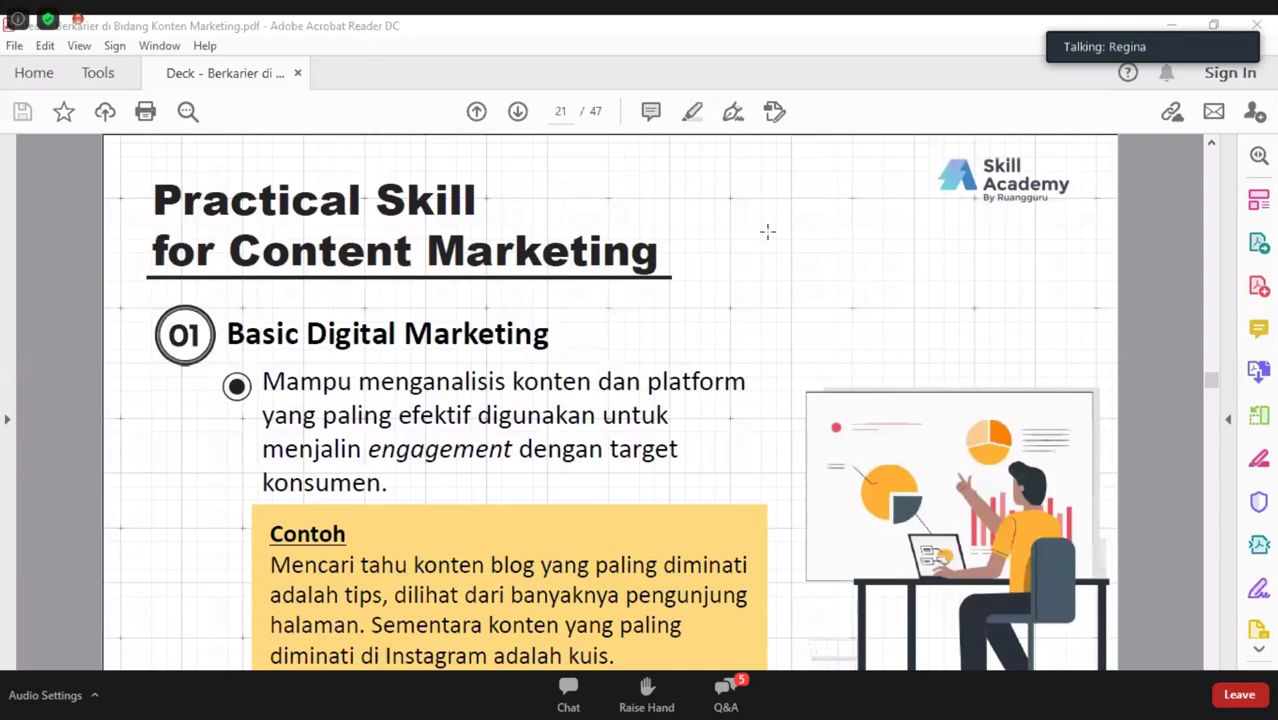 Berkarier di Bidang Konten Marketing.pdf - Adobe Acrobat Reader DC
File Edit View Sign Window Help
Talking: Regina
Home Tools Deck - Berkarier di ... × Sign In
21 / 47
Skill
Academy
By Ruangguru
Practical Skill
for Content Marketing
01 Basic Digital Marketing
Mampu menganalisis konten dan platform
yang paling efektif digunakan untuk
menjalin engagement dengan target
konsumen.
Contoh
Mencari tahu konten blog yang paling diminati
adalah tips, dilihat dari banyaknya pengunjung
halaman. Sementara konten yang paling
diminati di Instagram adalah kuis.
Audio Settings Chat Raise Hand Q&A 5 Leave